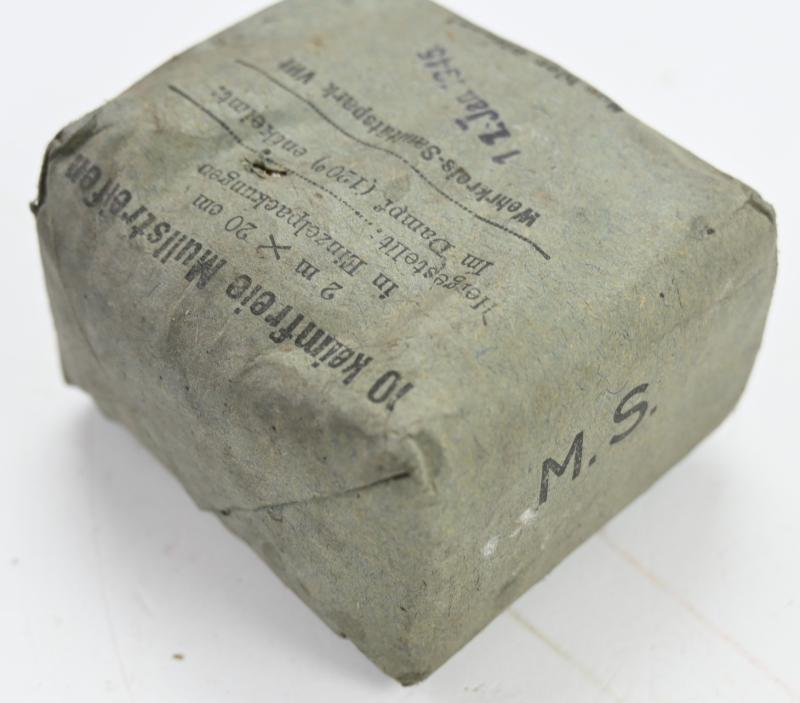 10 keimfreie Mullstreifen
2 m × 20 cm
in Einzelpackungen
Hergestellt:
Im Dampf (120°) entkeimt:
Wehrkreis-Sanitätspark VIII
12. Jan. 1945
M. S.